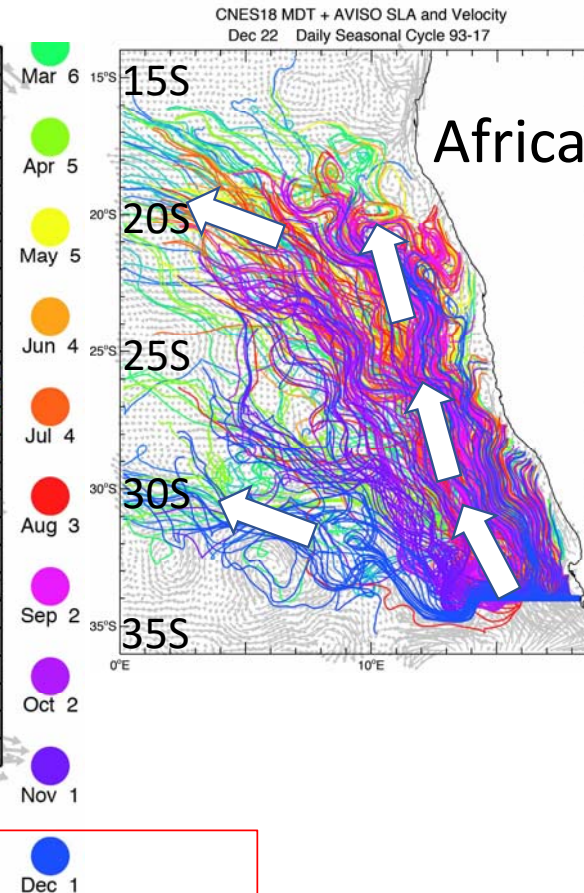 CNES18 MDT + AVISO SLA and Velocity
Dec 22 Daily Seasonal Cycle 93-17
Mar 6
Apr 5
May 5
Jun 4
Jul 4
Aug 3
Sep 2
Oct 2
Nov 1
Dec 1
Africa
15°S
15S
20°S
20S
25°S
25S
30°S
30S
35°S
35S
0°E
10°E